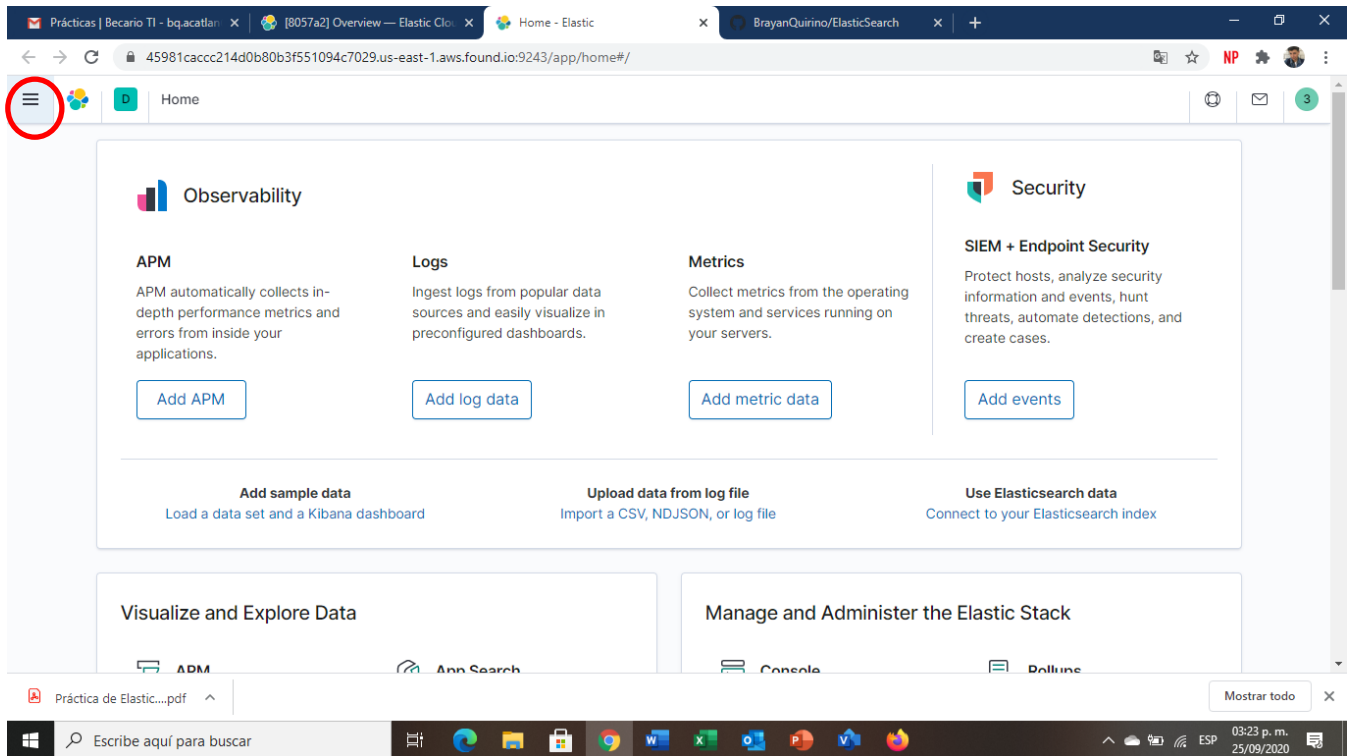 Prácticas | Becario TI - bq.acatlan
[8057a2] Overview — Elastic Clou
Home - Elastic
BrayanQuirino/ElasticSearch
45981caccc214d0b80b3f551094c7029.us-east-1.aws.found.io:9243/app/home#/
NP
D
Home
3
Observability
Security
APM
APM automatically collects in-
depth performance metrics and
errors from inside your
applications.
Add APM
Logs
Ingest logs from popular data
sources and easily visualize in
preconfigured dashboards.
Add log data
Metrics
Collect metrics from the operating
system and services running on
your servers.
Add metric data
SIEM + Endpoint Security
Protect hosts, analyze security
information and events, hunt
threats, automate detections, and
create cases.
Add events
Add sample data
Load a data set and a Kibana dashboard
Upload data from log file
Import a CSV, NDJSON, or log file
Use Elasticsearch data
Connect to your Elasticsearch index
Visualize and Explore Data
Manage and Administer the Elastic Stack
APM
App Search
Console
Rollups
Práctica de Elastic....pdf
Mostrar todo
Escribe aquí para buscar
ESP
03:23 p. m.
25/09/2020